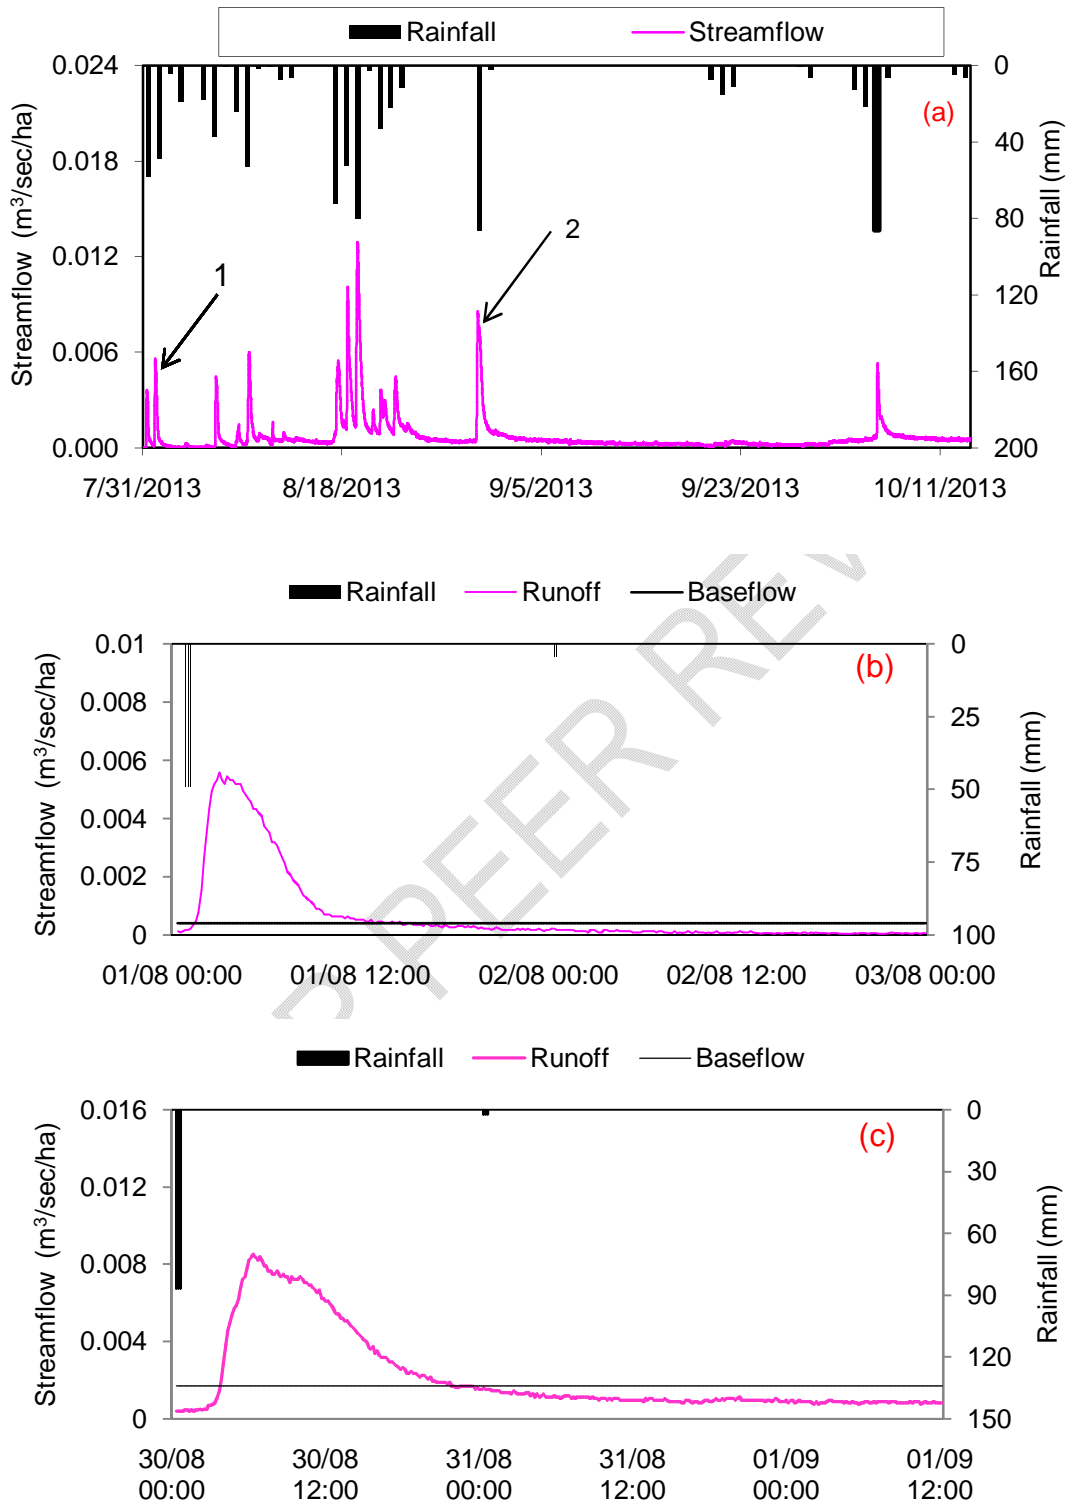 Rainfall Streamflow
0.024 0
0.018 40
0.012 80
0.006 120
0.000 160
200
Streamflow (m³/sec/ha)
Rainfall (mm)
(a)
1
2
7/31/2013 8/18/2013 9/5/2013 9/23/2013 10/11/2013
Rainfall Runoff Baseflow
0.01 0
0.008 25
0.006 50
0.004 75
0.002 100
0
Streamflow (m³/sec/ha)
Rainfall (mm)
(b)
01/08 00:00 01/08 12:00 02/08 00:00 02/08 12:00 03/08 00:00
PEER REV
Rainfall Runoff Baseflow
0.016 0
0.012 30
0.008 60
0.004 90
0 120
150
Streamflow (m³/sec/ha)
Rainfall (mm)
(c)
30/08 30/08 31/08 31/08 01/09 01/09
00:00 12:00 00:00 12:00 00:00 12:00